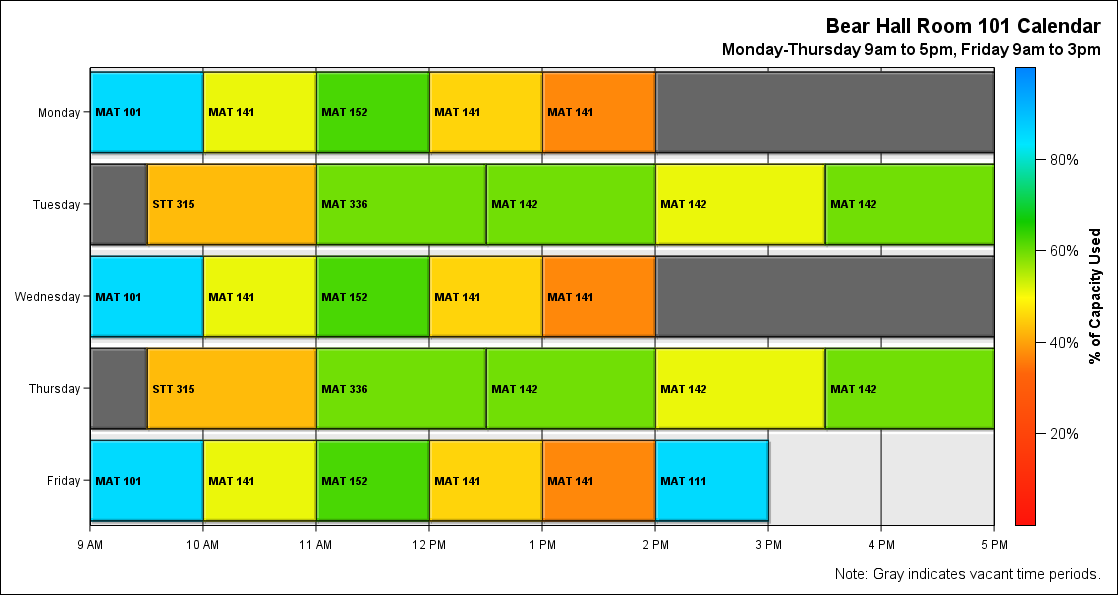 Bear Hall Room 101 Calendar
Monday-Thursday 9am to 5pm, Friday 9am to 3pm
Monday
MAT 101
MAT 141
MAT 152
MAT 141
MAT 141
Tuesday
STT 315
MAT 336
MAT 142
MAT 142
MAT 142
Wednesday
MAT 101
MAT 141
MAT 152
MAT 141
MAT 141
Thursday
STT 315
MAT 336
MAT 142
MAT 142
MAT 142
Friday
MAT 101
MAT 141
MAT 152
MAT 141
MAT 141
MAT 111
9 AM
10 AM
11 AM
12 PM
1 PM
2 PM
3 PM
4 PM
5 PM
80%
60%
40%
20%
% of Capacity Used
Note: Gray indicates vacant time periods.